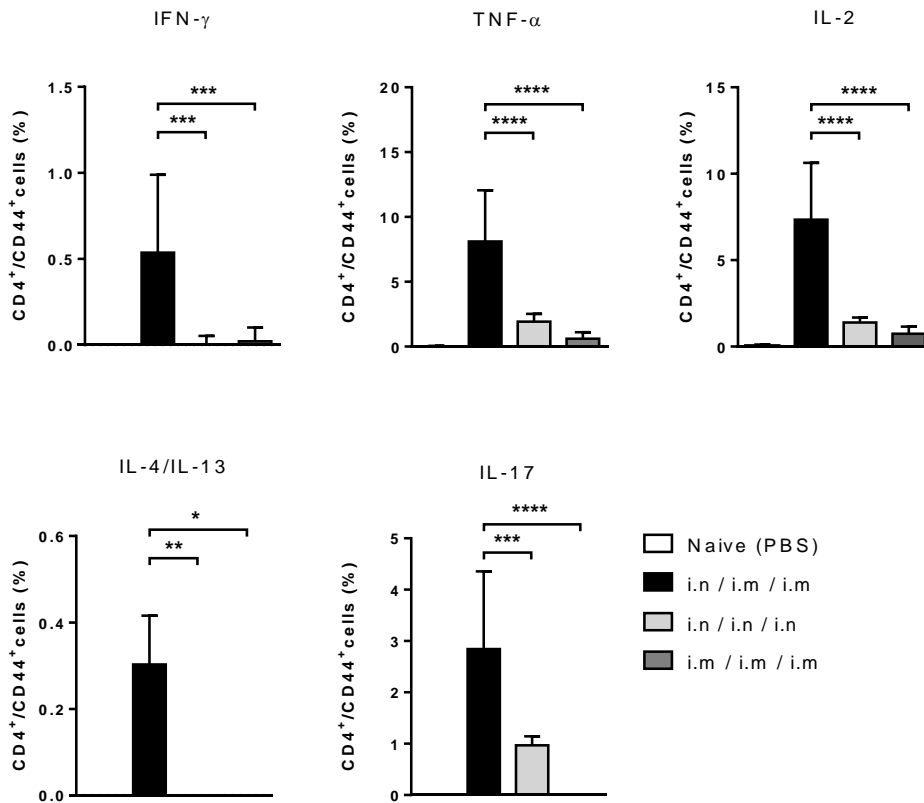 IFN-γ
CD4⁺/CD44⁺cells (%)
1.5
1.0
0.5
0.0
***
***
TNF-α
CD4⁺/CD44⁺cells (%)
20
15
10
5
0
****
****
IL-2
CD4⁺/CD44⁺cells (%)
15
10
5
0
****
****
IL-4/IL-13
CD4⁺/CD44⁺cells (%)
0.6
0.4
0.2
0.0
*
**
IL-17
CD4⁺/CD44⁺cells (%)
5
4
3
2
1
0
****
***
Naive (PBS)
i.n / i.m / i.m
i.n / i.n / i.n
i.m / i.m / i.m